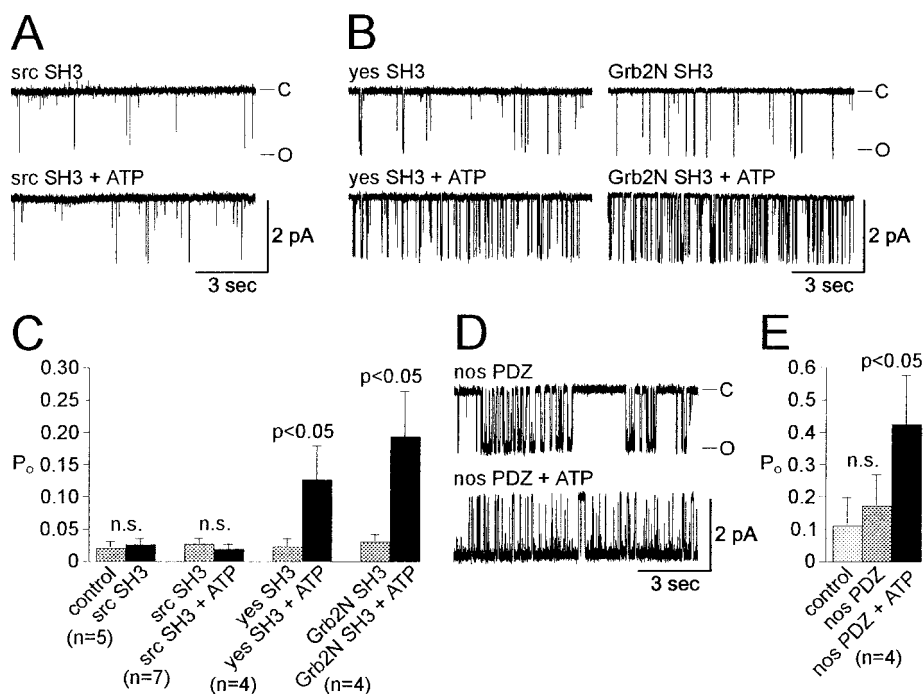 A
B
src SH3
yes SH3
Grb2N SH3
C
C
O
O
src SH3 + ATP
yes SH3 + ATP
Grb2N SH3 + ATP
2 pA
2 pA
3 sec
3 sec
C
0.30
0.25
0.20
0.15
0.10
0.05
0
Po
n.s.
n.s.
p<0.05
p<0.05
control
src SH3
src SH3
src SH3 + ATP
yes SH3
yes SH3 + ATP
Grb2N SH3
Grb2N SH3 + ATP
(n=5)
(n=7)
(n=4)
(n=4)
D
nos PDZ
C
O
nos PDZ + ATP
2 pA
3 sec
E
0.6
0.4
0.2
0.1
0
Po
n.s.
p<0.05
control
nos PDZ
nos PDZ + ATP
(n=4)